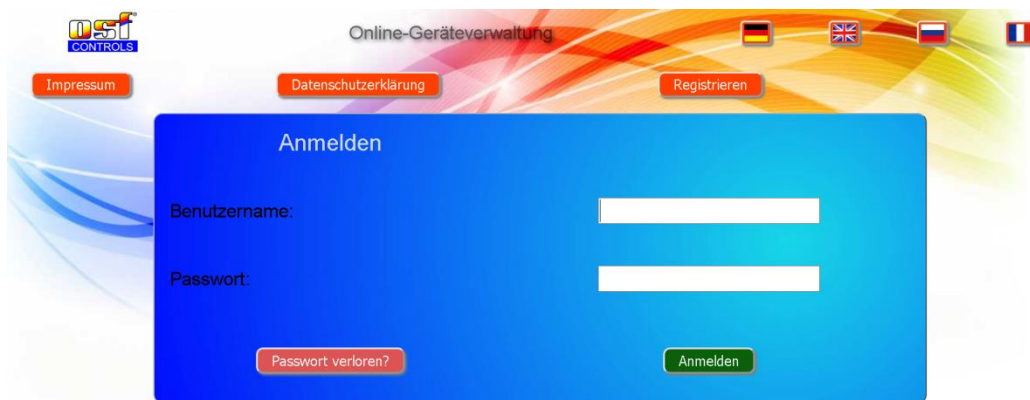 osf
CONTROLS
Online-Geräteverwaltung
Impressum
Datenschutzerklärung
Registrieren
Anmelden
Benutzername:
Passwort:
Passwort verloren?
Anmelden